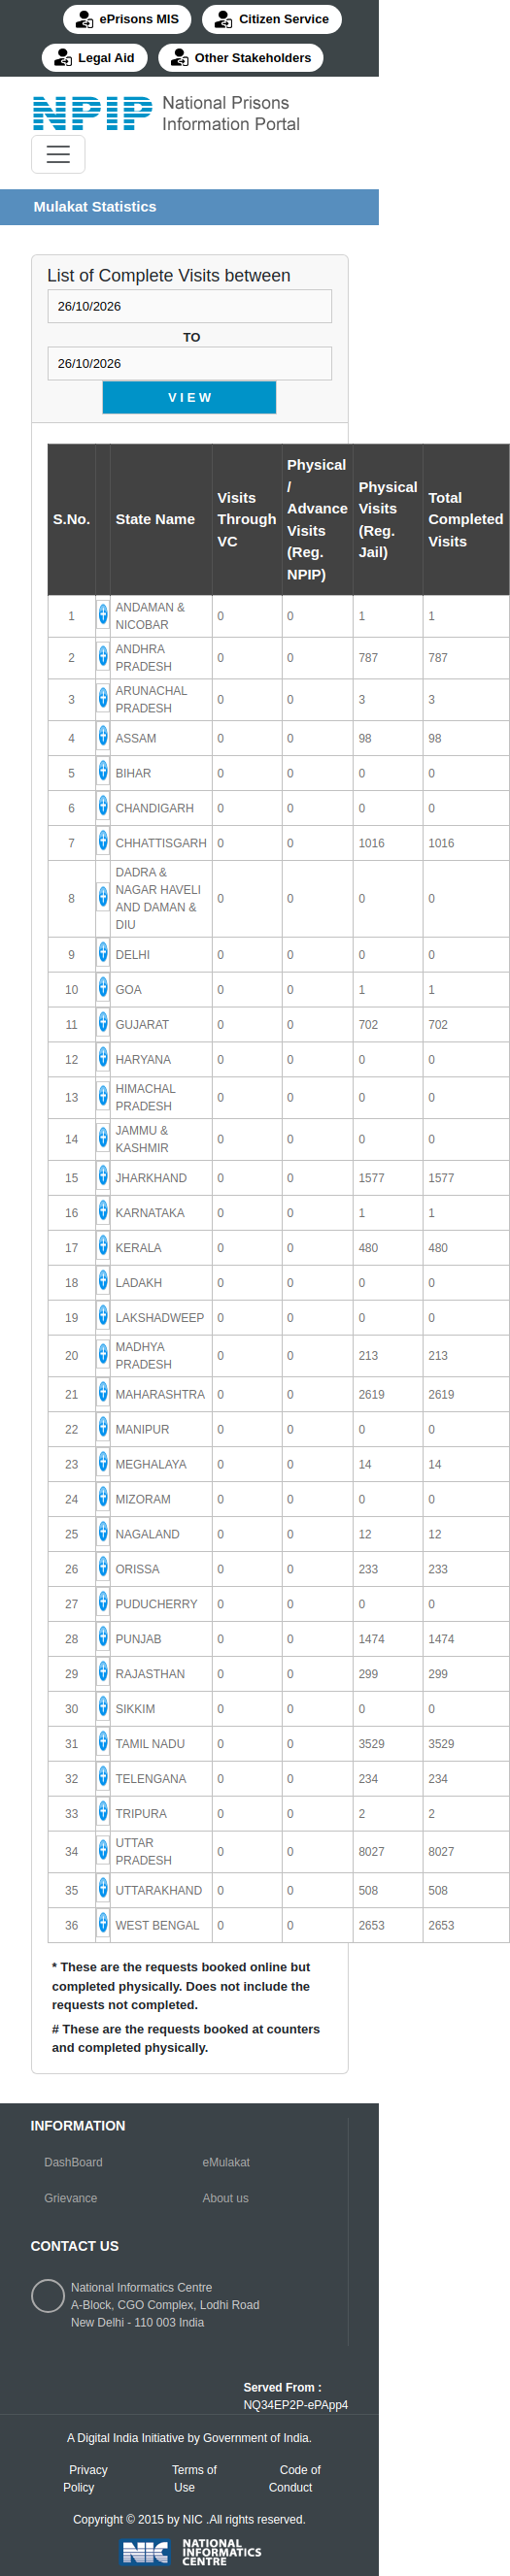 ePrisons MIS
Citizen Service
Legal Aid
Other Stakeholders
NPIP National Prisons
Information Portal
Mulakat Statistics
List of Complete Visits between
26/10/2026
TO
26/10/2026
VIEW
S.No. State Name Visits Through VC Physical / Advance Visits (Reg. NPIP) Physical Visits (Reg. Jail) Total Completed Visits
1 ANDAMAN & NICOBAR 0 0 1 1
2 ANDHRA PRADESH 0 0 787 787
3 ARUNACHAL PRADESH 0 0 3 3
4 ASSAM 0 0 98 98
5 BIHAR 0 0 0 0
6 CHANDIGARH 0 0 0 0
7 CHHATTISGARH 0 0 1016 1016
8 DADRA & NAGAR HAVELI AND DAMAN & DIU 0 0 0 0
9 DELHI 0 0 0 0
10 GOA 0 0 1 1
11 GUJARAT 0 0 702 702
12 HARYANA 0 0 0 0
13 HIMACHAL PRADESH 0 0 0 0
14 JAMMU & KASHMIR 0 0 0 0
15 JHARKHAND 0 0 1577 1577
16 KARNATAKA 0 0 1 1
17 KERALA 0 0 480 480
18 LADAKH 0 0 0 0
19 LAKSHADWEEP 0 0 0 0
20 MADHYA PRADESH 0 0 213 213
21 MAHARASHTRA 0 0 2619 2619
22 MANIPUR 0 0 0 0
23 MEGHALAYA 0 0 14 14
24 MIZORAM 0 0 0 0
25 NAGALAND 0 0 12 12
26 ORISSA 0 0 233 233
27 PUDUCHERRY 0 0 0 0
28 PUNJAB 0 0 1474 1474
29 RAJASTHAN 0 0 299 299
30 SIKKIM 0 0 0 0
31 TAMIL NADU 0 0 3529 3529
32 TELENGANA 0 0 234 234
33 TRIPURA 0 0 2 2
34 UTTAR PRADESH 0 0 8027 8027
35 UTTARAKHAND 0 0 508 508
36 WEST BENGAL 0 0 2653 2653
* These are the requests booked online but
completed physically. Does not include the
requests not completed.
# These are the requests booked at counters
and completed physically.
INFORMATION
DashBoard eMulakat
Grievance About us
CONTACT US
National Informatics Centre
A-Block, CGO Complex, Lodhi Road
New Delhi - 110 003 India
Served From :
NQ34EP2P-ePApp4
A Digital India Initiative by Government of India.
Privacy Policy
Terms of Use
Code of Conduct
Copyright © 2015 by NIC .All rights reserved.
NIC NATIONAL
INFORMATICS
CENTRE